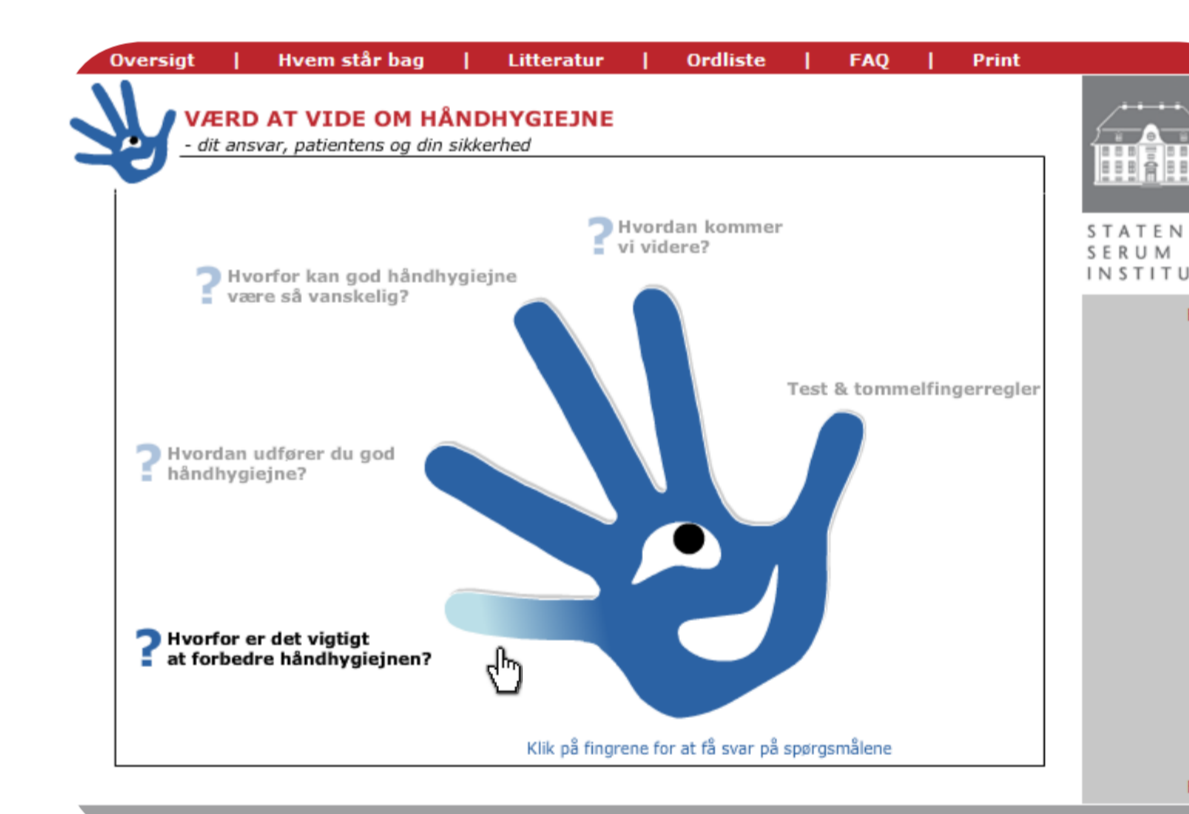 Oversigt | Hvem står bag | Litteratur | Ordliste | FAQ | Print
VÆRD AT VIDE OM HÅNDHYGIEJNE
- dit ansvar, patientens og din sikkerhed
STATEN
SERUM
INSTITU
? Hvordan kommer
vi videre?
? Hvorfor kan god håndhygiejne
være så vanskelig?
Test & tommelfingerregler
? Hvordan udfører du god
håndhygiejne?
? Hvorfor er det vigtigt
at forbedre håndhygiejnen?
Klik på fingrene for at få svar på spørgsmålene